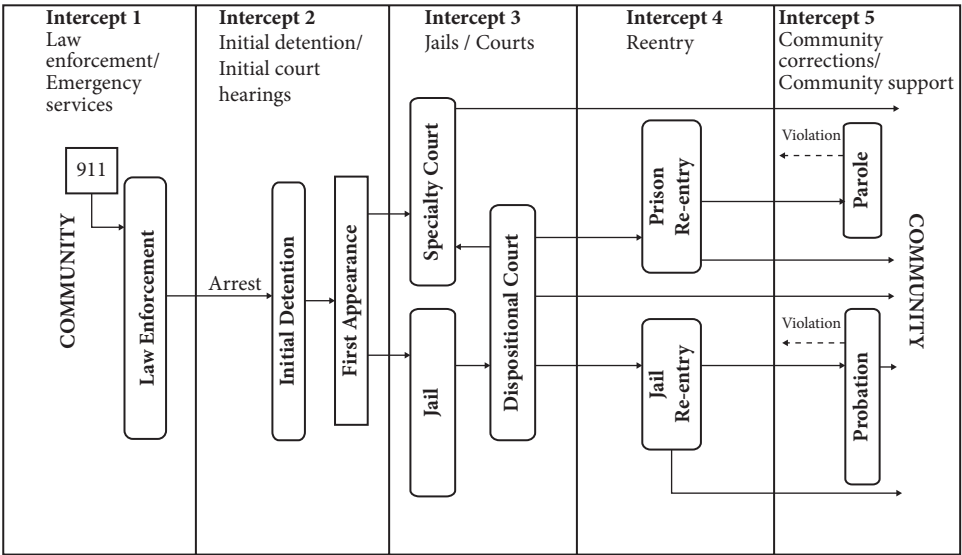 Intercept 1
Law
enforcement/
Emergency
services
Intercept 2
Initial detention/
Initial court
hearings
Intercept 3
Jails / Courts
Intercept 4
Reentry
Intercept 5
Community
corrections/
Community support
911
COMMUNITY
Law Enforcement
Arrest
Initial Detention
First Appearance
Specialty Court
Jail
Dispositional Court
Prison
Re-entry
Jail
Re-entry
Violation
Parole
Violation
Probation
COMMUNITY